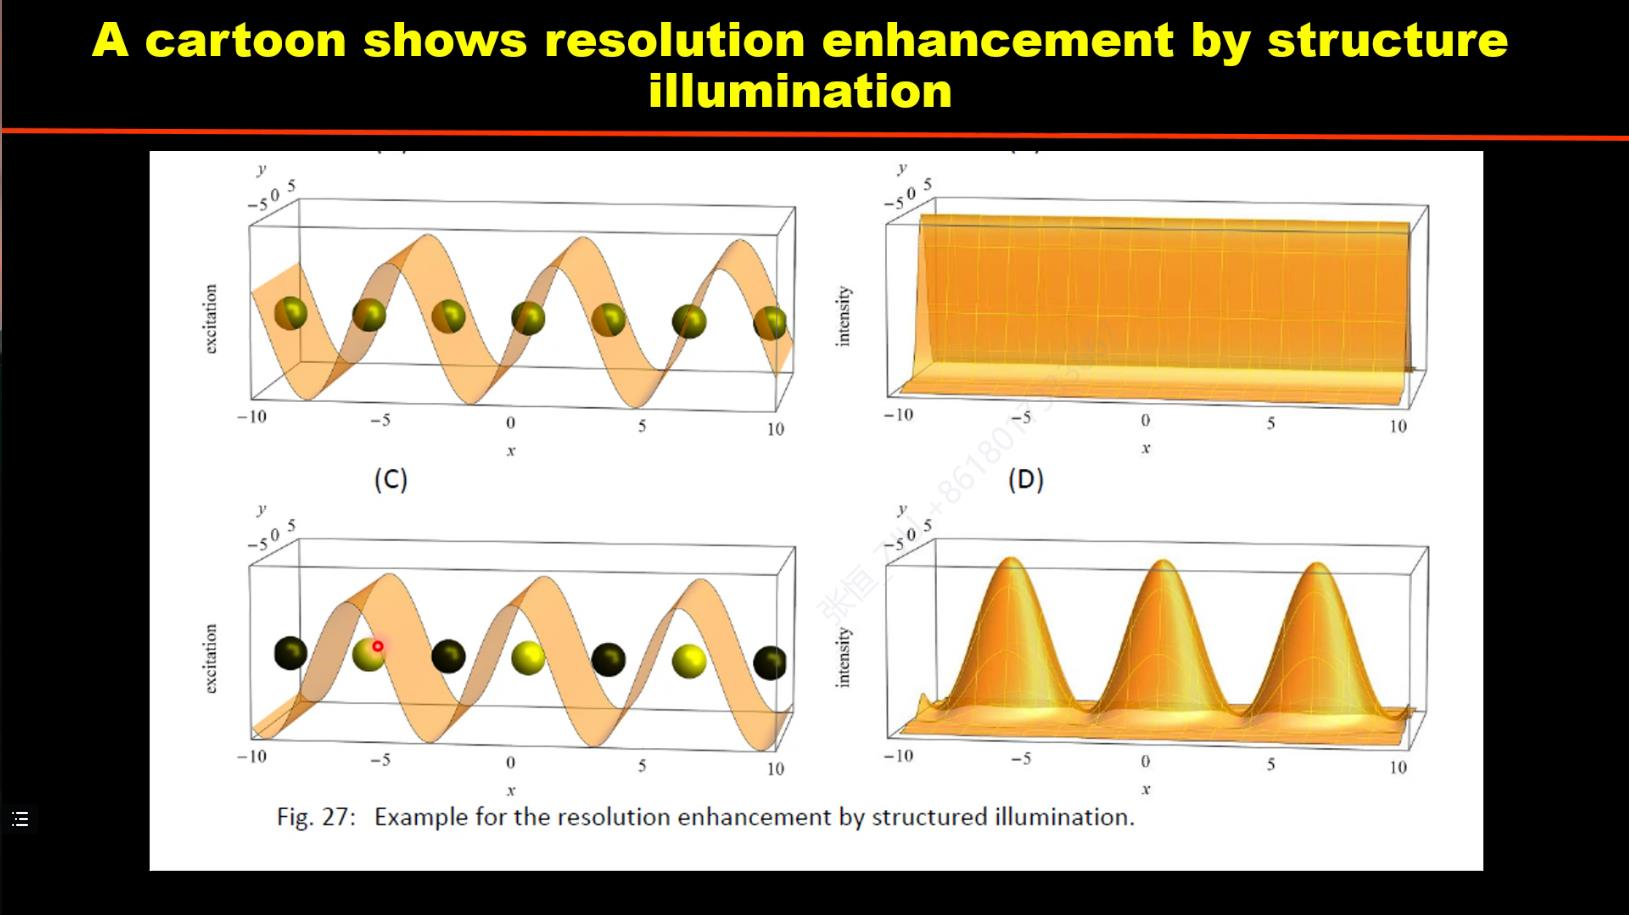 A cartoon shows resolution enhancement by structure
illumination
y
−5 0 5
excitation
−10 −5 0 5 10
x
y
−5 0 5
intensity
−10 −5 0 5 10
x
(C)
(D)
y
−5 0 5
excitation
−10 −5 0 5 10
x
y
−5 0 5
intensity
−10 −5 0 5 10
x
Fig. 27: Example for the resolution enhancement by structured illumination.